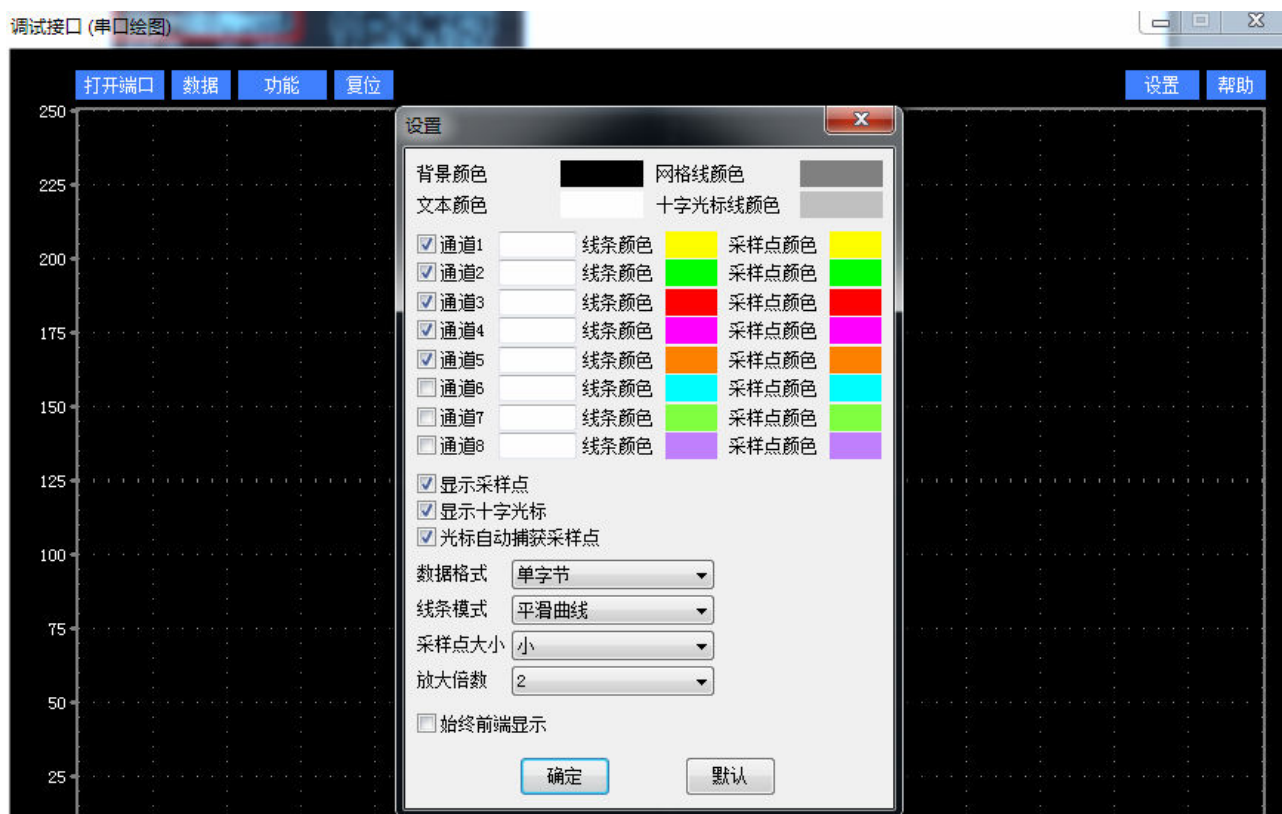 调试接口 (串口绘图)
打开端口 数据 功能 复位 设置 帮助
250
225
200
175
150
125
100
75
50
25
设置
背景颜色 网格线颜色
文本颜色 十字光标线颜色
通道1 线条颜色 采样点颜色
通道2 线条颜色 采样点颜色
通道3 线条颜色 采样点颜色
通道4 线条颜色 采样点颜色
通道5 线条颜色 采样点颜色
通道6 线条颜色 采样点颜色
通道7 线条颜色 采样点颜色
通道8 线条颜色 采样点颜色
显示采样点
显示十字光标
光标自动捕获采样点
数据格式 单字节
线条模式 平滑曲线
采样点大小 小
放大倍数 2
始终前端显示
确定 默认